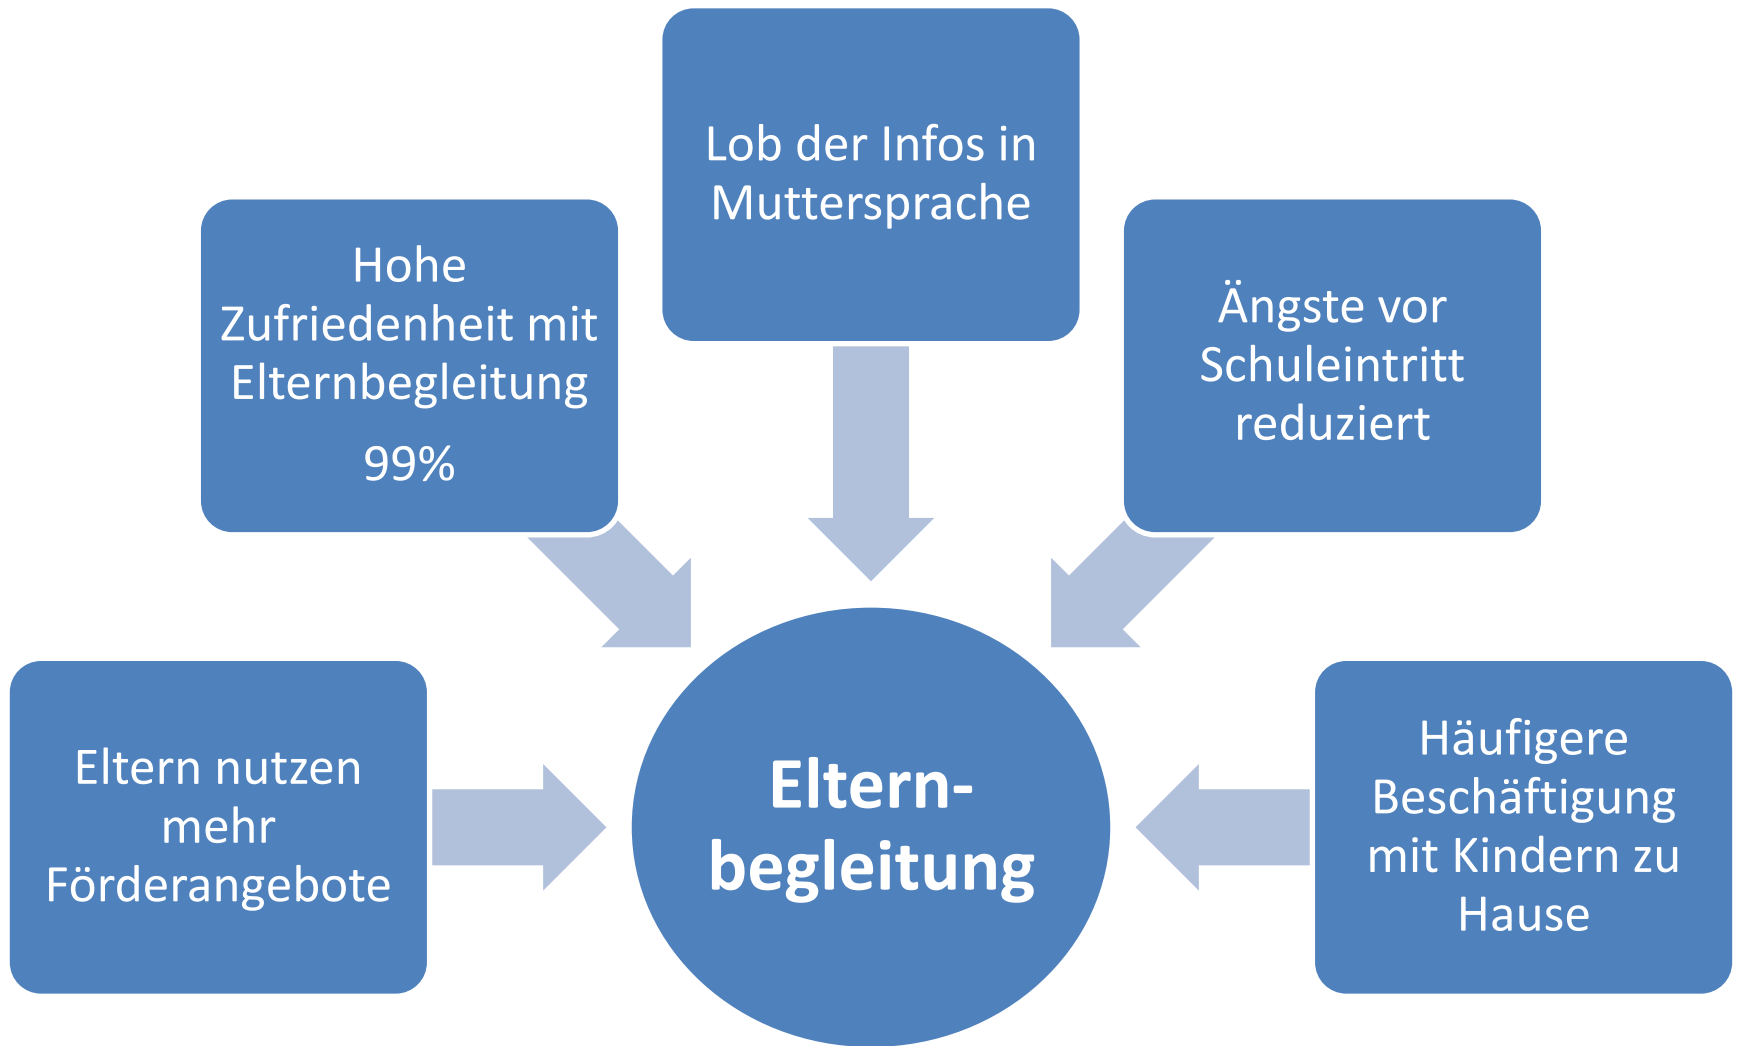 Lob der Infos in
Muttersprache
Hohe
Zufriedenheit mit
Elternbegleitung
99%
Ängste vor
Schuleintritt
reduziert
Eltern nutzen
mehr
Förderangebote
Eltern-
begleitung
Häufigere
Beschäftigung
mit Kindern zu
Hause